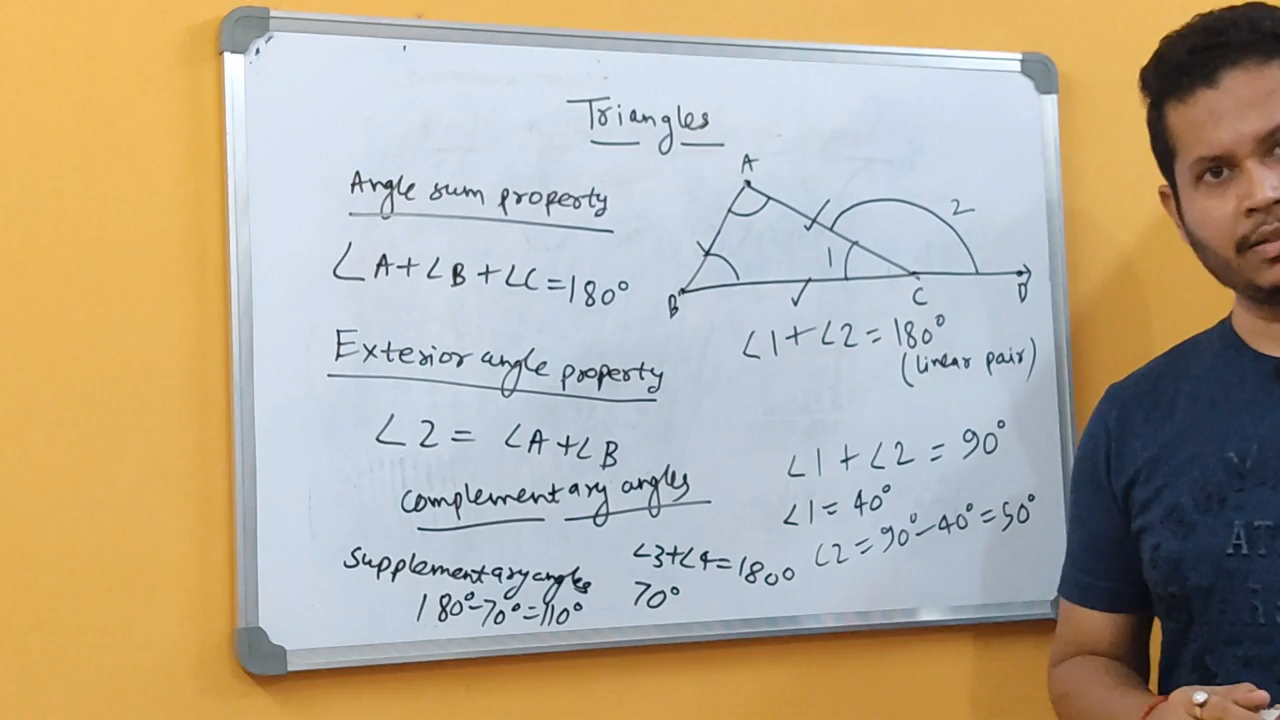 Triangles
Angle sum property
∠A+∠B+∠C=180°
A
B
C
D
1
2
∠1+∠2=180°
(linear pair)
Exterior angle property
∠2=∠A+∠B
complementary angles
∠1+∠2=90°
∠1=40°
∠2=90°-40°=50°
Supplementary angles
∠3+∠4=180°
180°-70°=110°
70°
AT